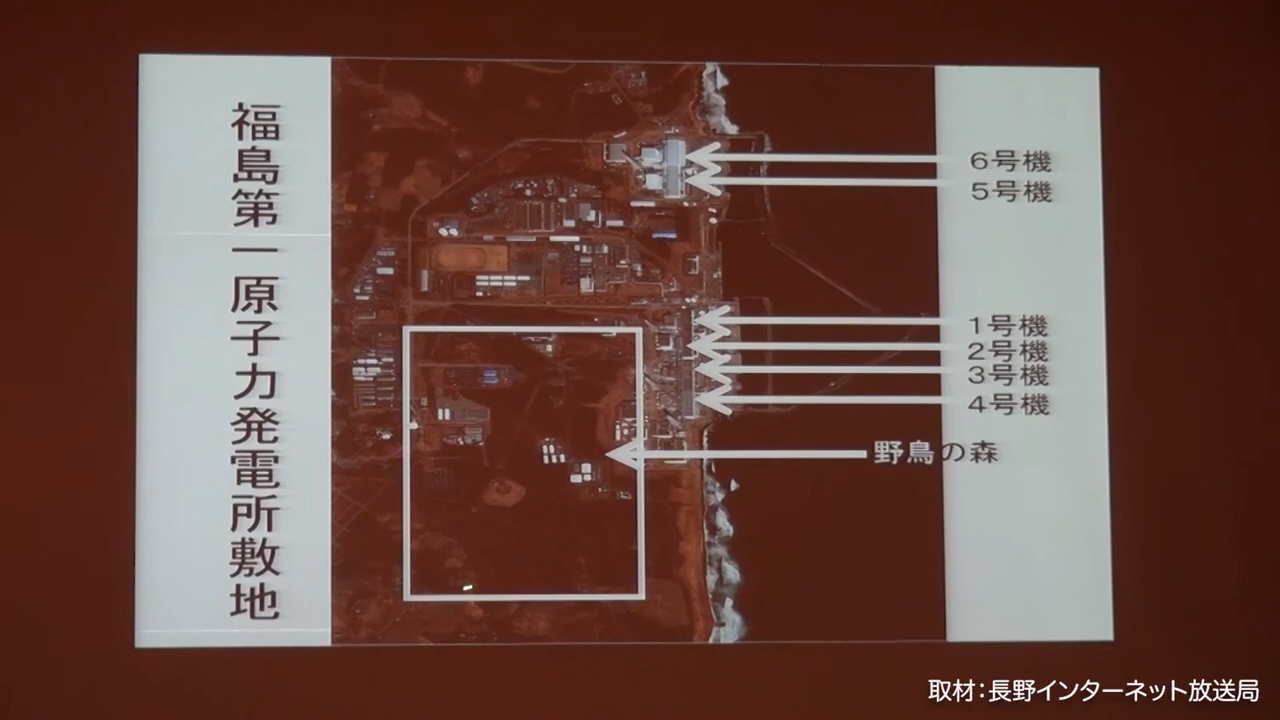 福島第一原子力発電所敷地
6号機
5号機
1号機
2号機
3号機
4号機
野鳥の森
取材：長野インターネット放送局